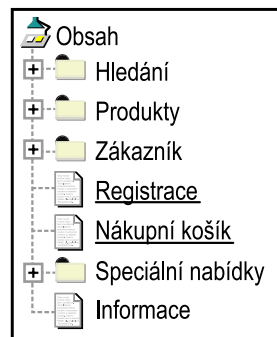 Obsah
Hledání
Produkty
Zákazník
Registrace
Nákupní košík
Speciální nabídky
Informace